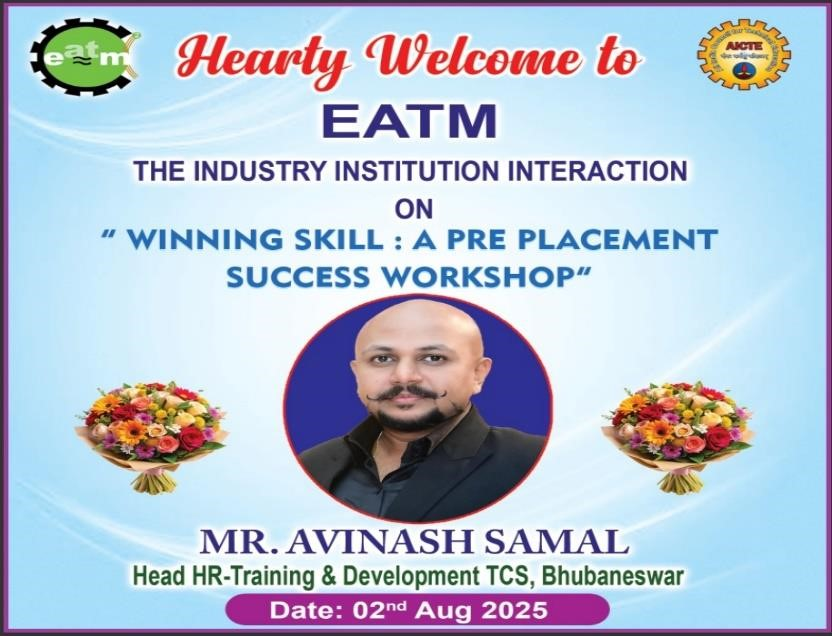 eatm
Hearty Welcome to
AICTE
EATM
THE INDUSTRY INSTITUTION INTERACTION
ON
“ WINNING SKILL : A PRE PLACEMENT
SUCCESS WORKSHOP“
MR. AVINASH SAMAL
Head HR-Training & Development TCS, Bhubaneswar
Date: 02nd Aug 2025